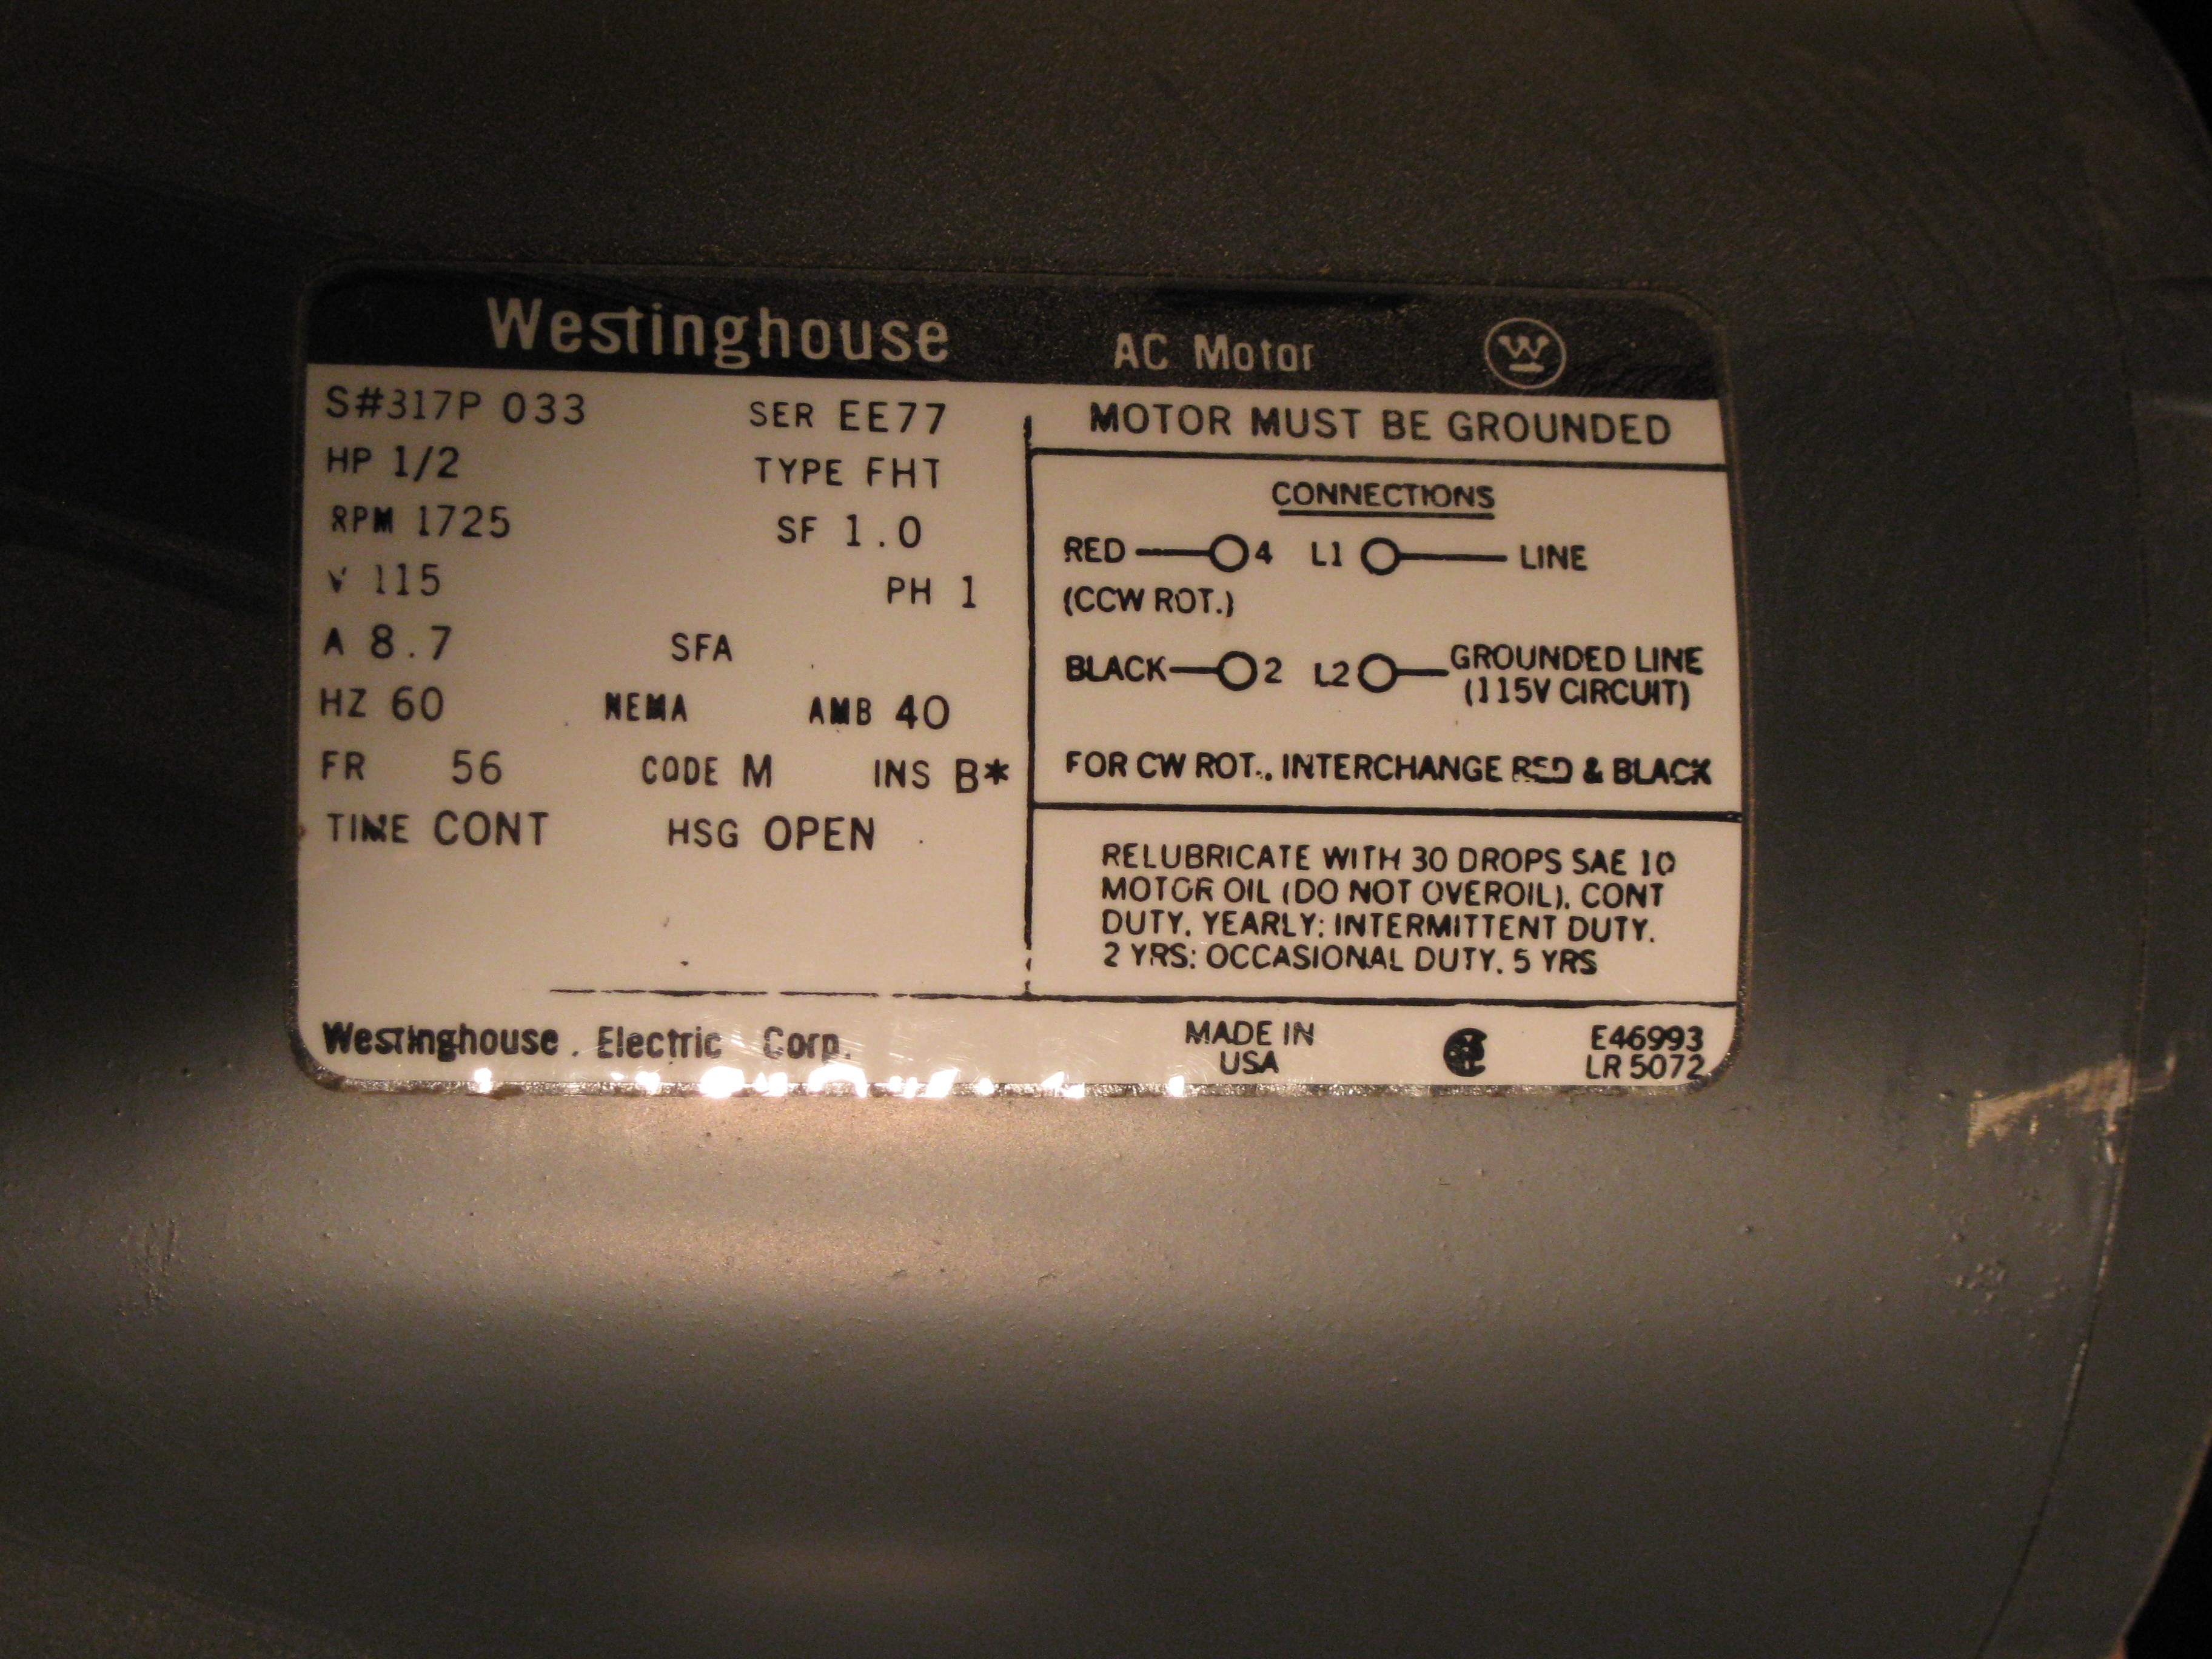 Westinghouse AC Motor W
S#317P 033 SER EE77
HP 1/2 TYPE FHT
RPM 1725 SF 1.0
V 115 PH 1
A 8.7 SFA
HZ 60 NEMA AMB 40
FR 56 CODE M INS B*
TIME CONT HSG OPEN
MOTOR MUST BE GROUNDED
CONNECTIONS
RED 4 L1 LINE
(CCW ROT.)
BLACK 2 L2 GROUNDED LINE
(115V CIRCUIT)
FOR CW ROT., INTERCHANGE RED & BLACK
RELUBRICATE WITH 30 DROPS SAE 10
MOTOR OIL (DO NOT OVEROIL). CONT
DUTY. YEARLY: INTERMITTENT DUTY.
2 YRS: OCCASIONAL DUTY. 5 YRS
Westinghouse Electric Corp.
MADE IN
USA
E46993
LR 5072